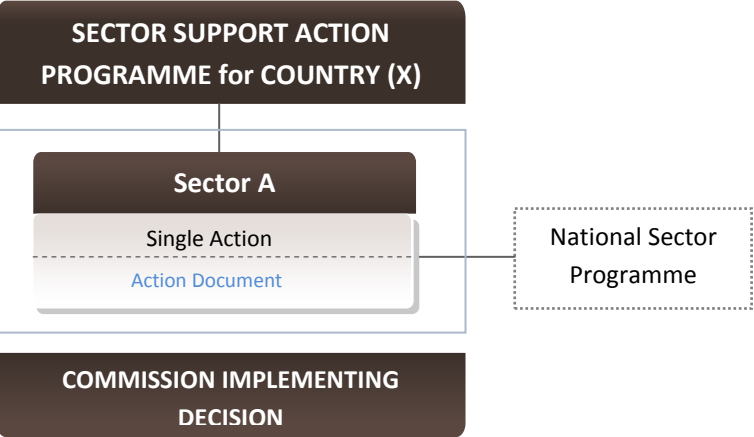 SECTOR SUPPORT ACTION
PROGRAMME for COUNTRY (X)
Sector A
Single Action
Action Document
National Sector
Programme
COMMISSION IMPLEMENTING
DECISION